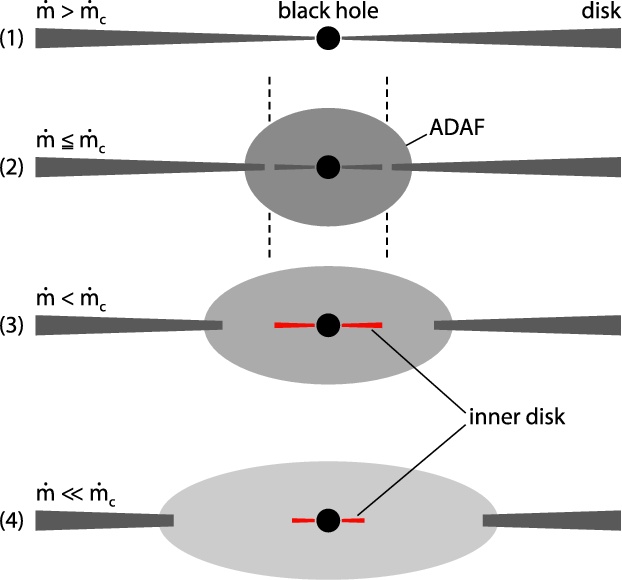 ṁ > ṁc black hole disk
(1)
ADAF
ṁ ≦ ṁc
(2)
ṁ < ṁc
(3)
inner disk
ṁ ≪ ṁc
(4)